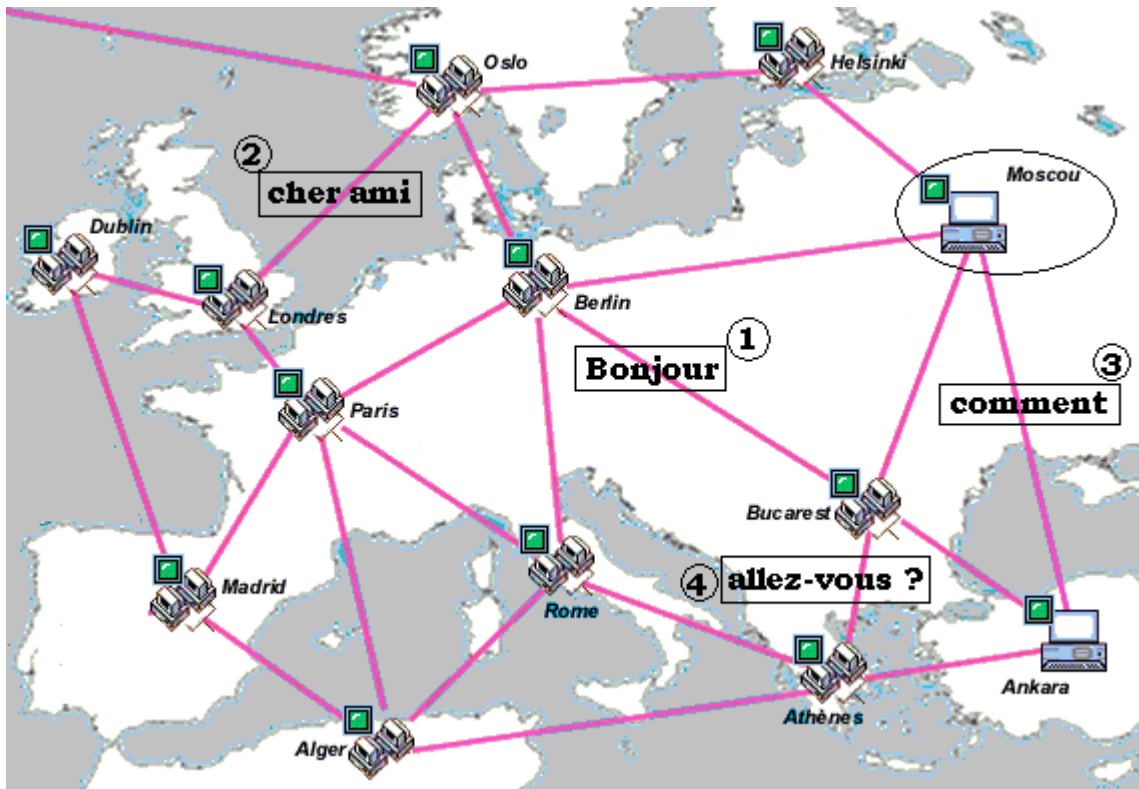 Oslo
Helsinki
2
cher ami
Moscou
Dublin
Londres
Berlin
1
Bonjour
3
comment
Paris
Bucarest
4
allez-vous ?
Madrid
Rome
Ankara
Athènes
Alger